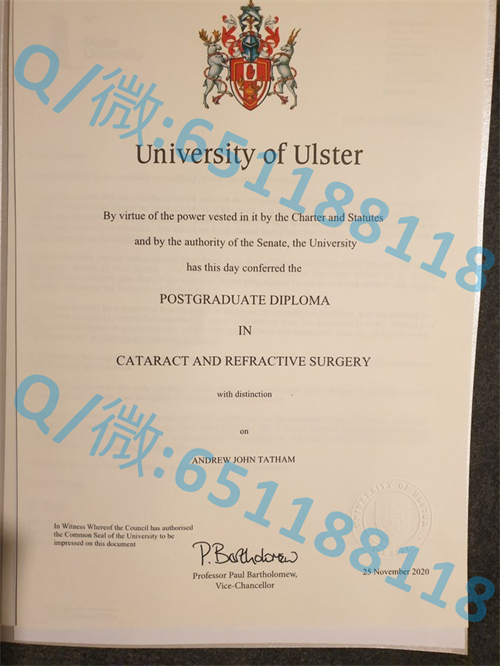 University of Ulster
By virtue of the power vested in it by the Charter and Statutes
and by the authority of the Senate, the University
has this day conferred the
POSTGRADUATE DIPLOMA
IN
CATARACT AND REFRACTIVE SURGERY
with distinction
on
ANDREW JOHN TATHAM
In Witness Whereof the Council has authorised
the Common Seal of the University to be
impressed on this document
P. Bartholomew
Professor Paul Bartholomew,
Vice-Chancellor
25 November 2020
UNIVERSITY OF ULSTER
Q/微:651188118
Q/微:651188118